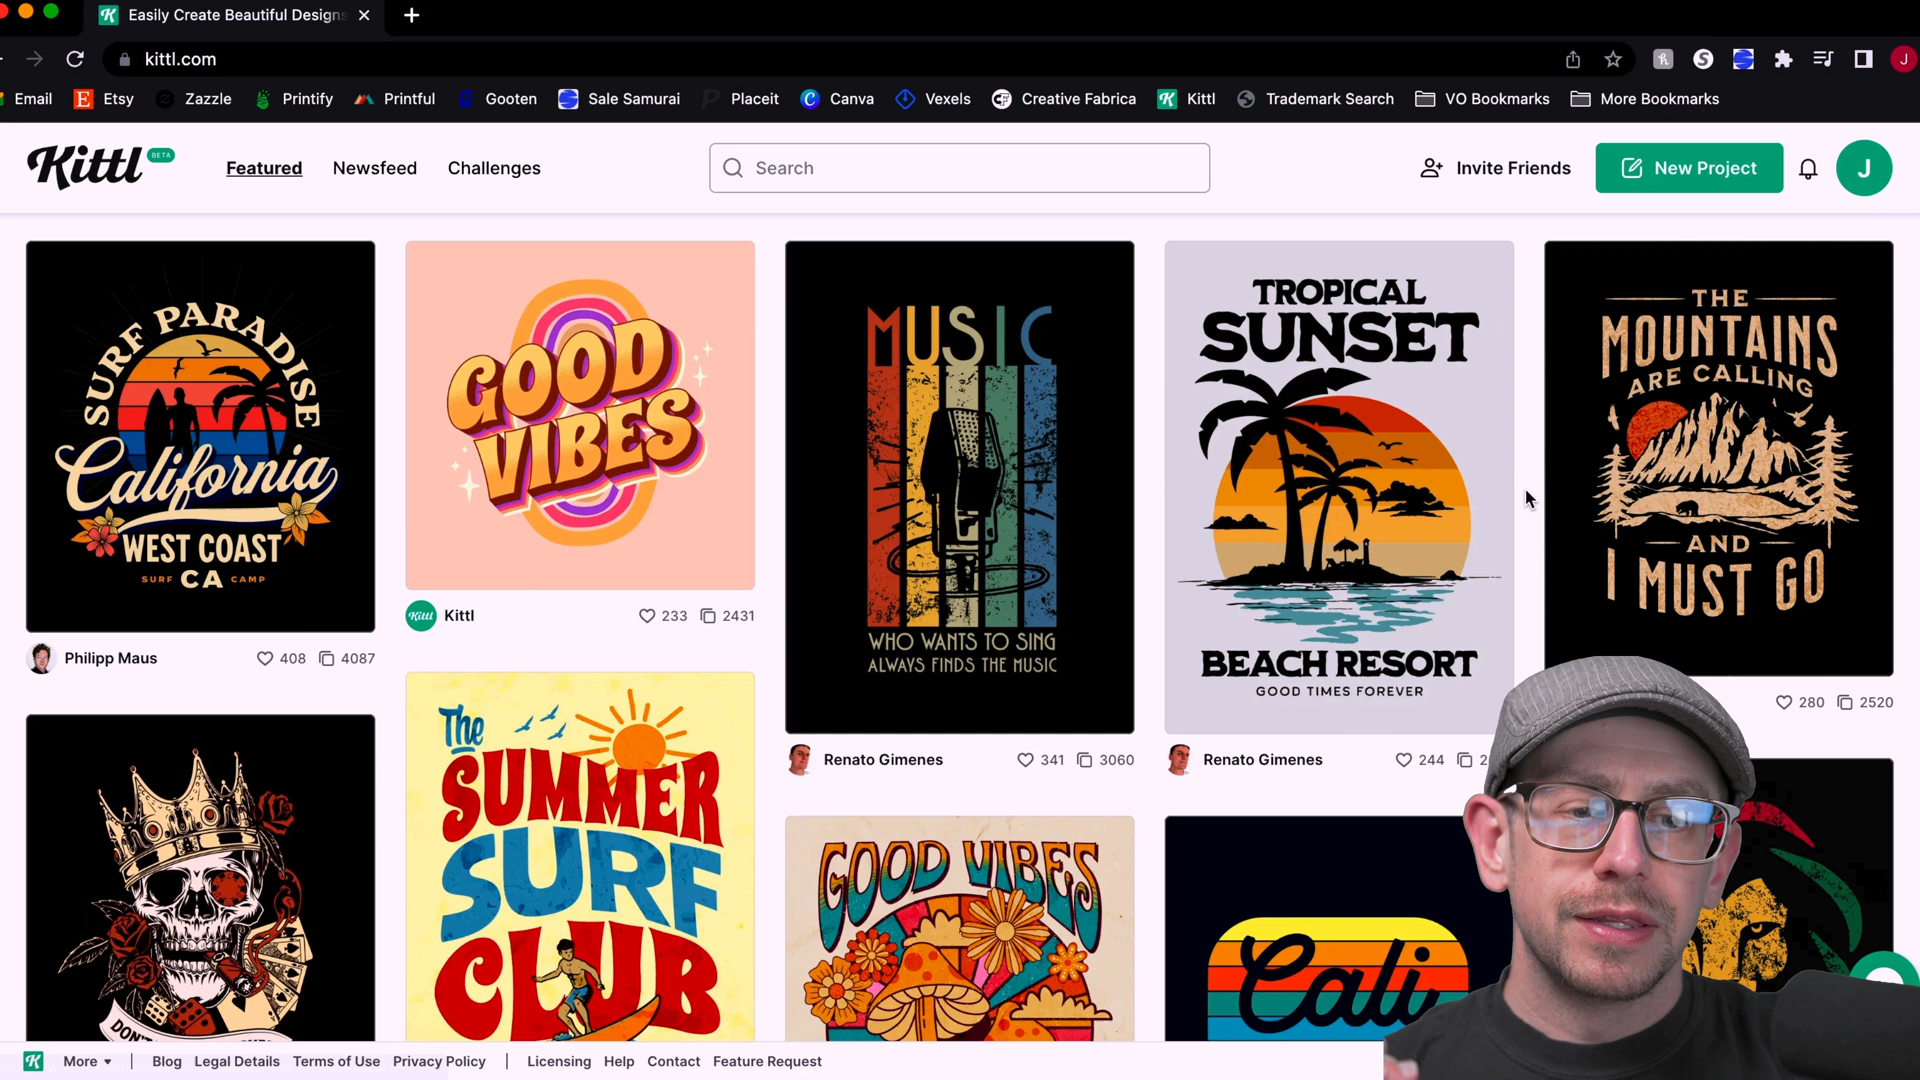 Easily Create Beautiful Designs
kittl.com
Email Etsy Zazzle Printify Printful Gooten Sale Samurai Placeit Canva Vexels Creative Fabrica Kittl Trademark Search VO Bookmarks More Bookmarks
J
Kittl BETA Featured Newsfeed Challenges Search Invite Friends New Project J
SURF PARADISE
California
WEST COAST
SURF CA CAMP
Philipp Maus 408 4087
GOOD
VIBES
Kittl Kittl 233 2431
MUSIC
WHO WANTS TO SING
ALWAYS FINDS THE MUSIC
Renato Gimenes 341 3060
TROPICAL
SUNSET
BEACH RESORT
GOOD TIMES FOREVER
Renato Gimenes 244
THE
MOUNTAINS
ARE CALLING
AND
I MUST GO
280 2520
The
SUMMER
SURF
CLUB
GOOD VIBES
Cali
More Blog Legal Details Terms of Use Privacy Policy Licensing Help Contact Feature Request